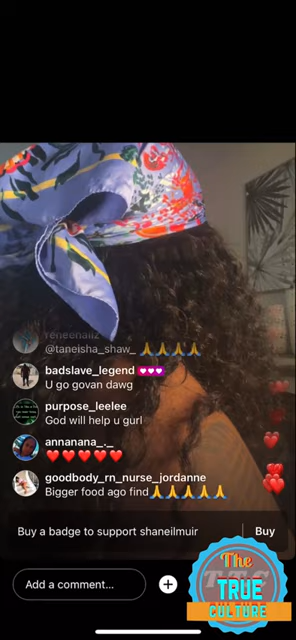 @taneisha_shaw_ 🙏🙏🙏🙏
badslave_legend
U go govan dawg
purpose_leelee
God will help u gurl
annanana_._
❤️❤️❤️❤️❤️
goodbody_rn_nurse_jordanne
Bigger food ago find🙏🙏🙏🙏🙏
Buy a badge to support shaneilmuir
Buy
Add a comment...
The
TRUE
CULTURE